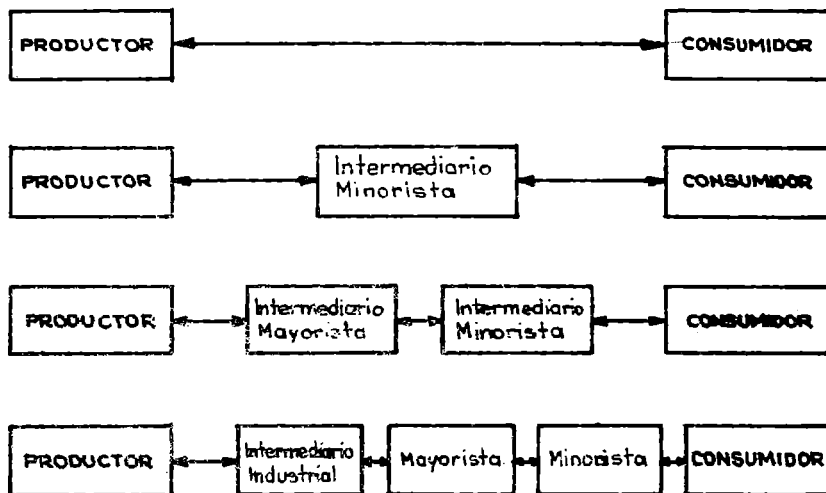 PRODUCTOR CONSUMIDOR
PRODUCTOR Intermediario Minorista CONSUMIDOR
PRODUCTOR Intermediario Mayorista Intermediario Minorista CONSUMIDOR
PRODUCTOR Intermediario Industrial Mayorista Minorista CONSUMIDOR